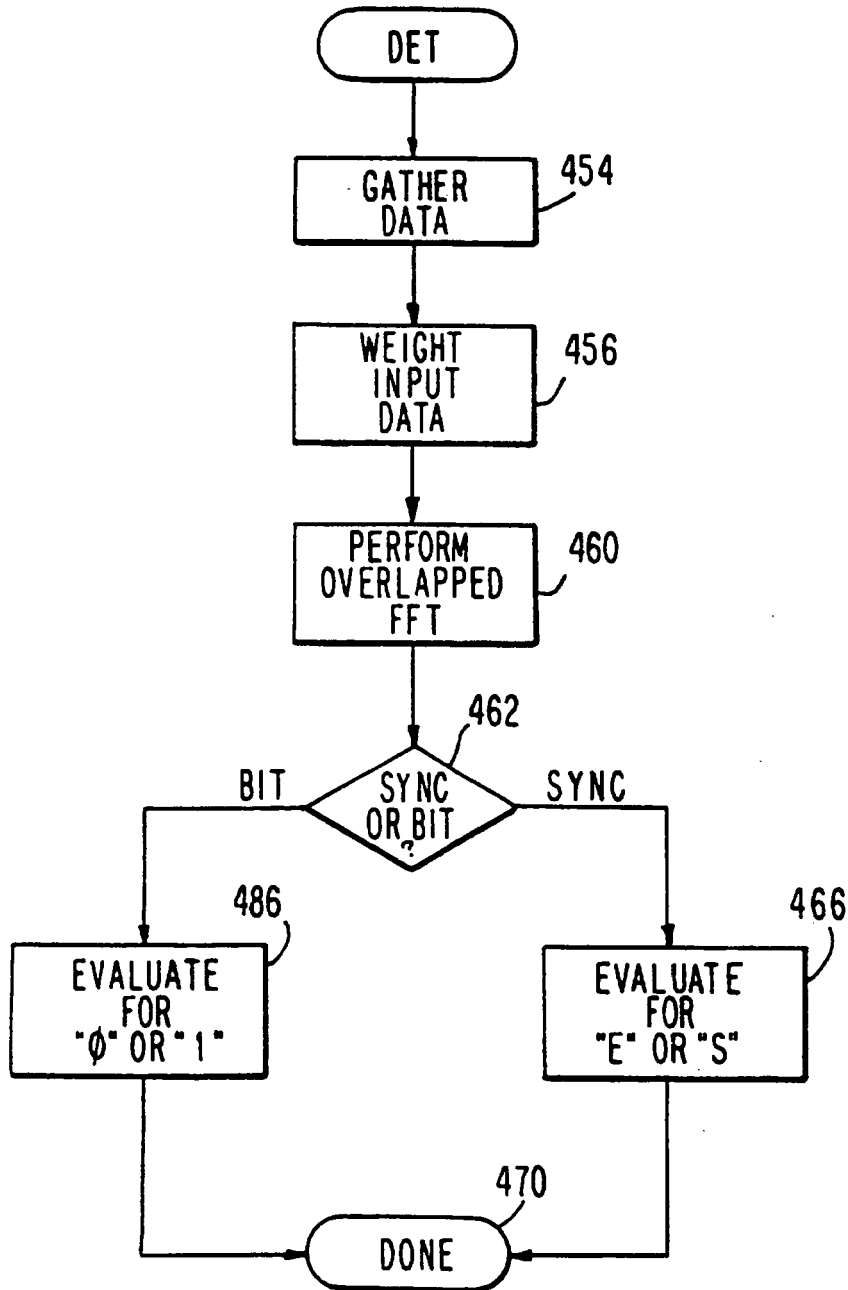 DET
GATHER
DATA
454
WEIGHT
INPUT
DATA
456
PERFORM
OVERLAPPED
FFT
460
462
BIT
SYNC
OR BIT
?
SYNC
486
EVALUATE
FOR
"Φ" OR "1"
466
EVALUATE
FOR
"E" OR "S"
470
DONE